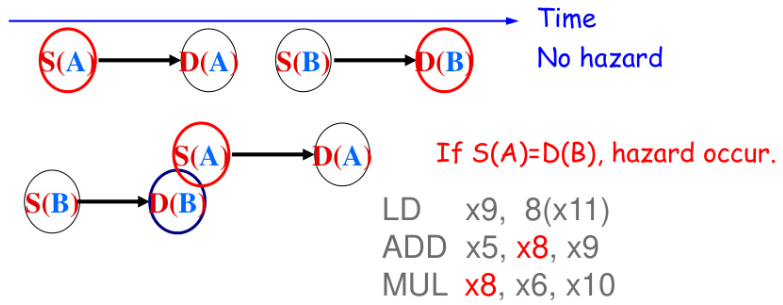 Time
S(A) D(A) S(B) D(B) No hazard
S(A) D(A) If S(A)=D(B), hazard occur.
S(B) D(B)
LD x9, 8(x11)
ADD x5, x8, x9
MUL x8, x6, x10